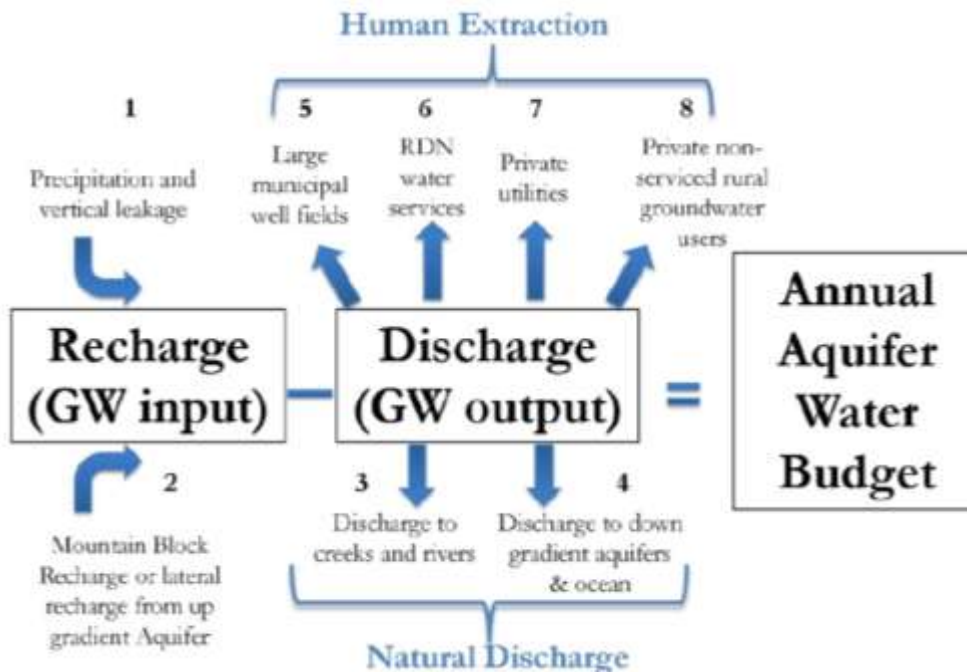 Human Extraction
1
5
6
7
8
Precipitation and
vertical leakage
Large
municipal
well fields
RDN
water
services
Private
utilities
Private non-
serviced rural
groundwater
users
Recharge
(GW input)
–
Discharge
(GW output)
=
Annual
Aquifer
Water
Budget
2
3
4
Mountain Block
Recharge or lateral
recharge from up
gradient Aquifer
Discharge to
creeks and rivers
Discharge to down
gradient aquifers
& ocean
Natural Discharge